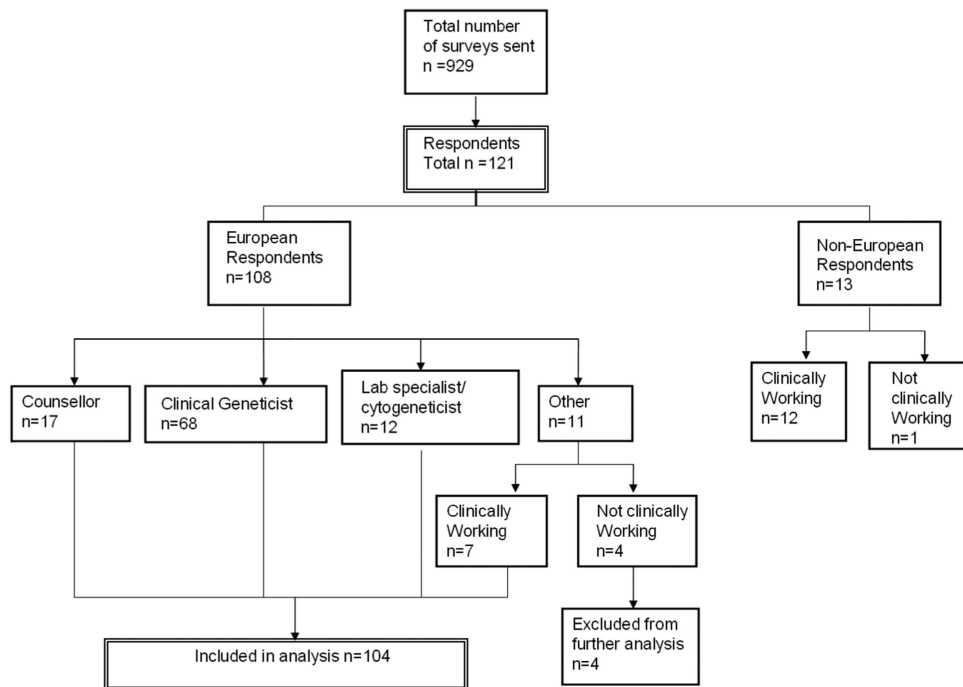 Total number
of surveys sent
n =929
Respondents
Total n =121
European
Respondents
n=108
Non-European
Respondents
n=13
Counsellor
n=17
Clinical Geneticist
n=68
Lab specialist/
cytogeneticist
n=12
Other
n=11
Clinically
Working
n=12
Not
clinically
Working
n=1
Clinically
Working
n=7
Not clinically
Working
n=4
Included in analysis n=104
Excluded from
further analysis
n=4